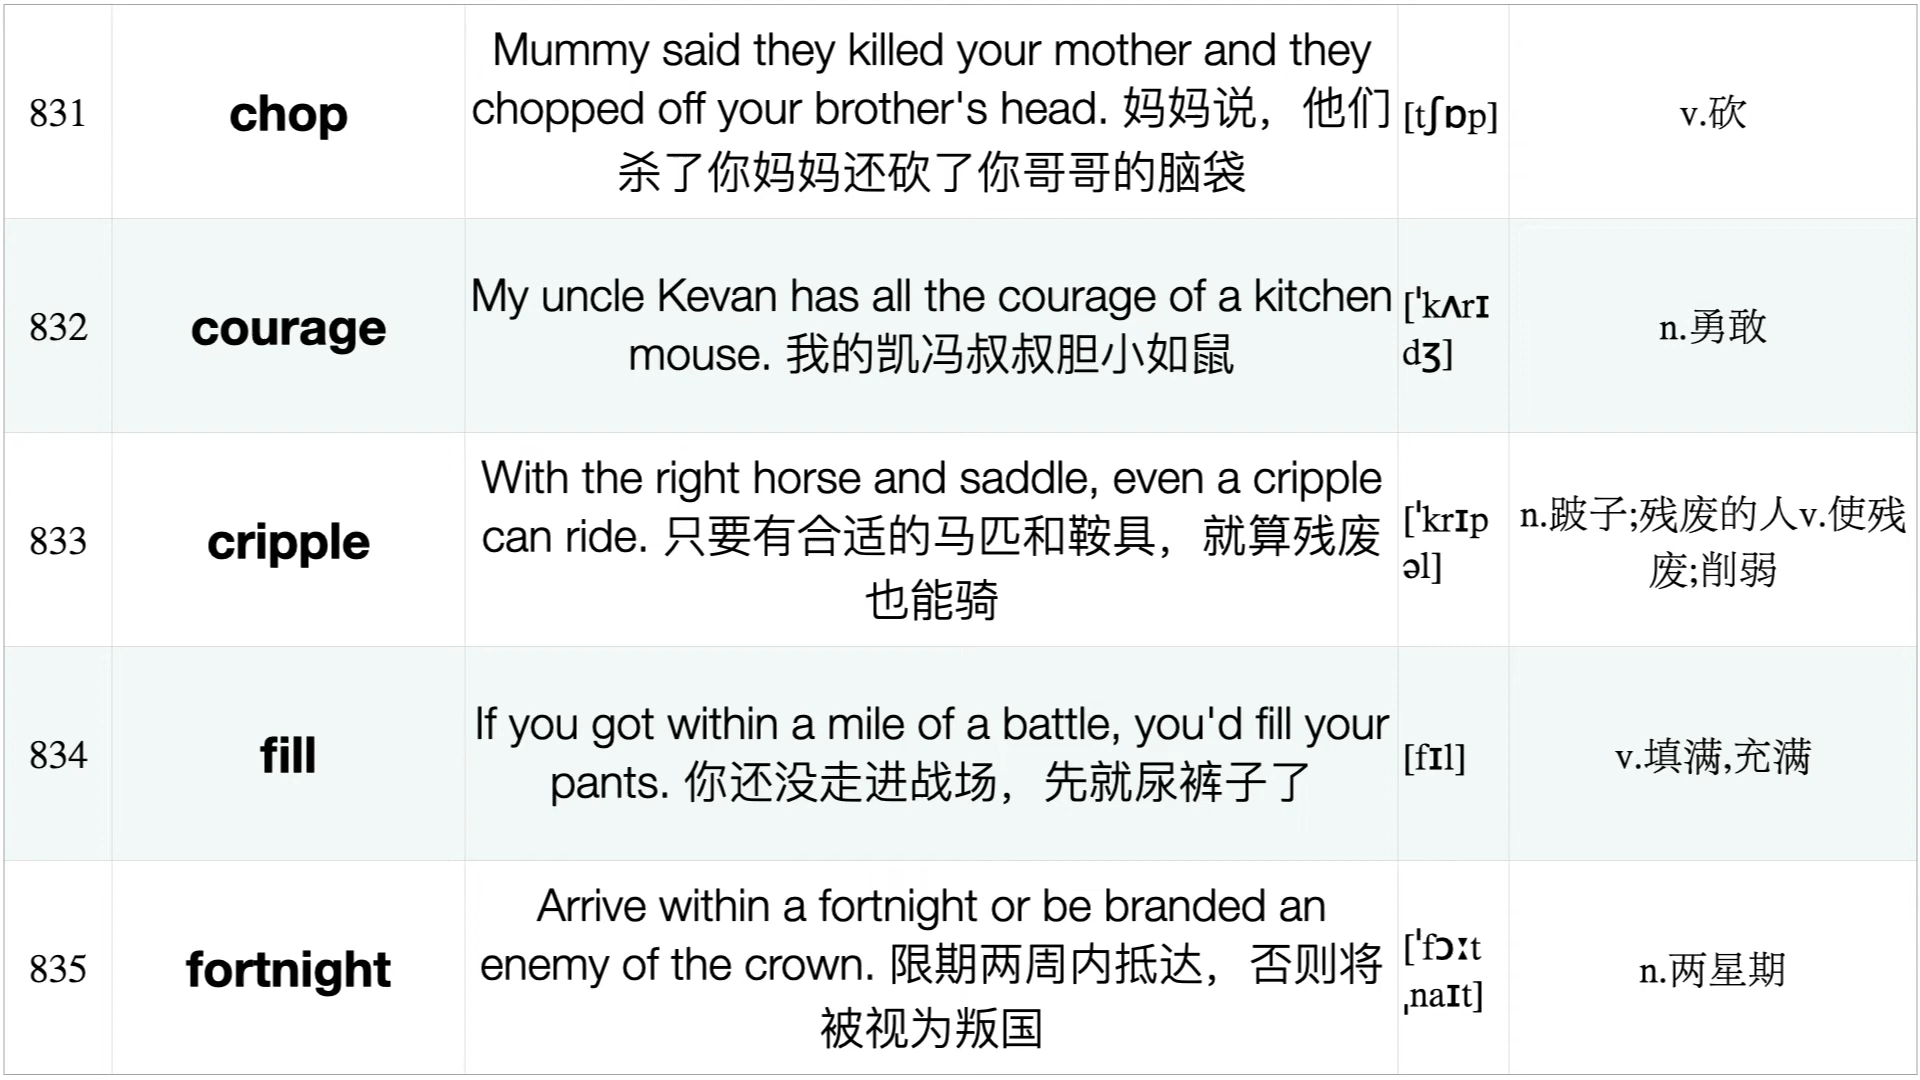 831
chop
Mummy said they killed your mother and they
chopped off your brother's head. 妈妈说，他们
杀了你妈妈还砍了你哥哥的脑袋
[tʃɒp]
v.砍
832
courage
My uncle Kevan has all the courage of a kitchen
mouse. 我的凯冯叔叔胆小如鼠
[ˈkʌrɪ
dʒ]
n.勇敢
833
cripple
With the right horse and saddle, even a cripple
can ride. 只要有合适的马匹和鞍具，就算残废
也能骑
[ˈkrɪp
əl]
n.跛子;残废的人v.使残
废;削弱
834
fill
If you got within a mile of a battle, you'd fill your
pants. 你还没走进战场，先就尿裤子了
[fɪl]
v.填满,充满
835
fortnight
Arrive within a fortnight or be branded an
enemy of the crown. 限期两周内抵达，否则将
被视为叛国
[ˈfɔːt
ˌnaɪt]
n.两星期